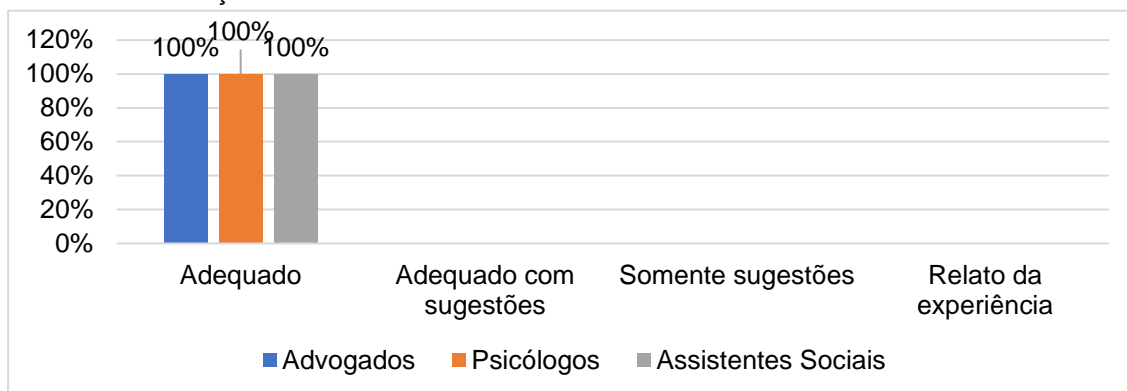 100%
120%
100%
100%
100%
80%
60%
40%
20%
0%
Adequado
Adequado com
sugestões
Somente sugestões
Relato da
experiência
Advogados
Psicólogos
Assistentes Sociais